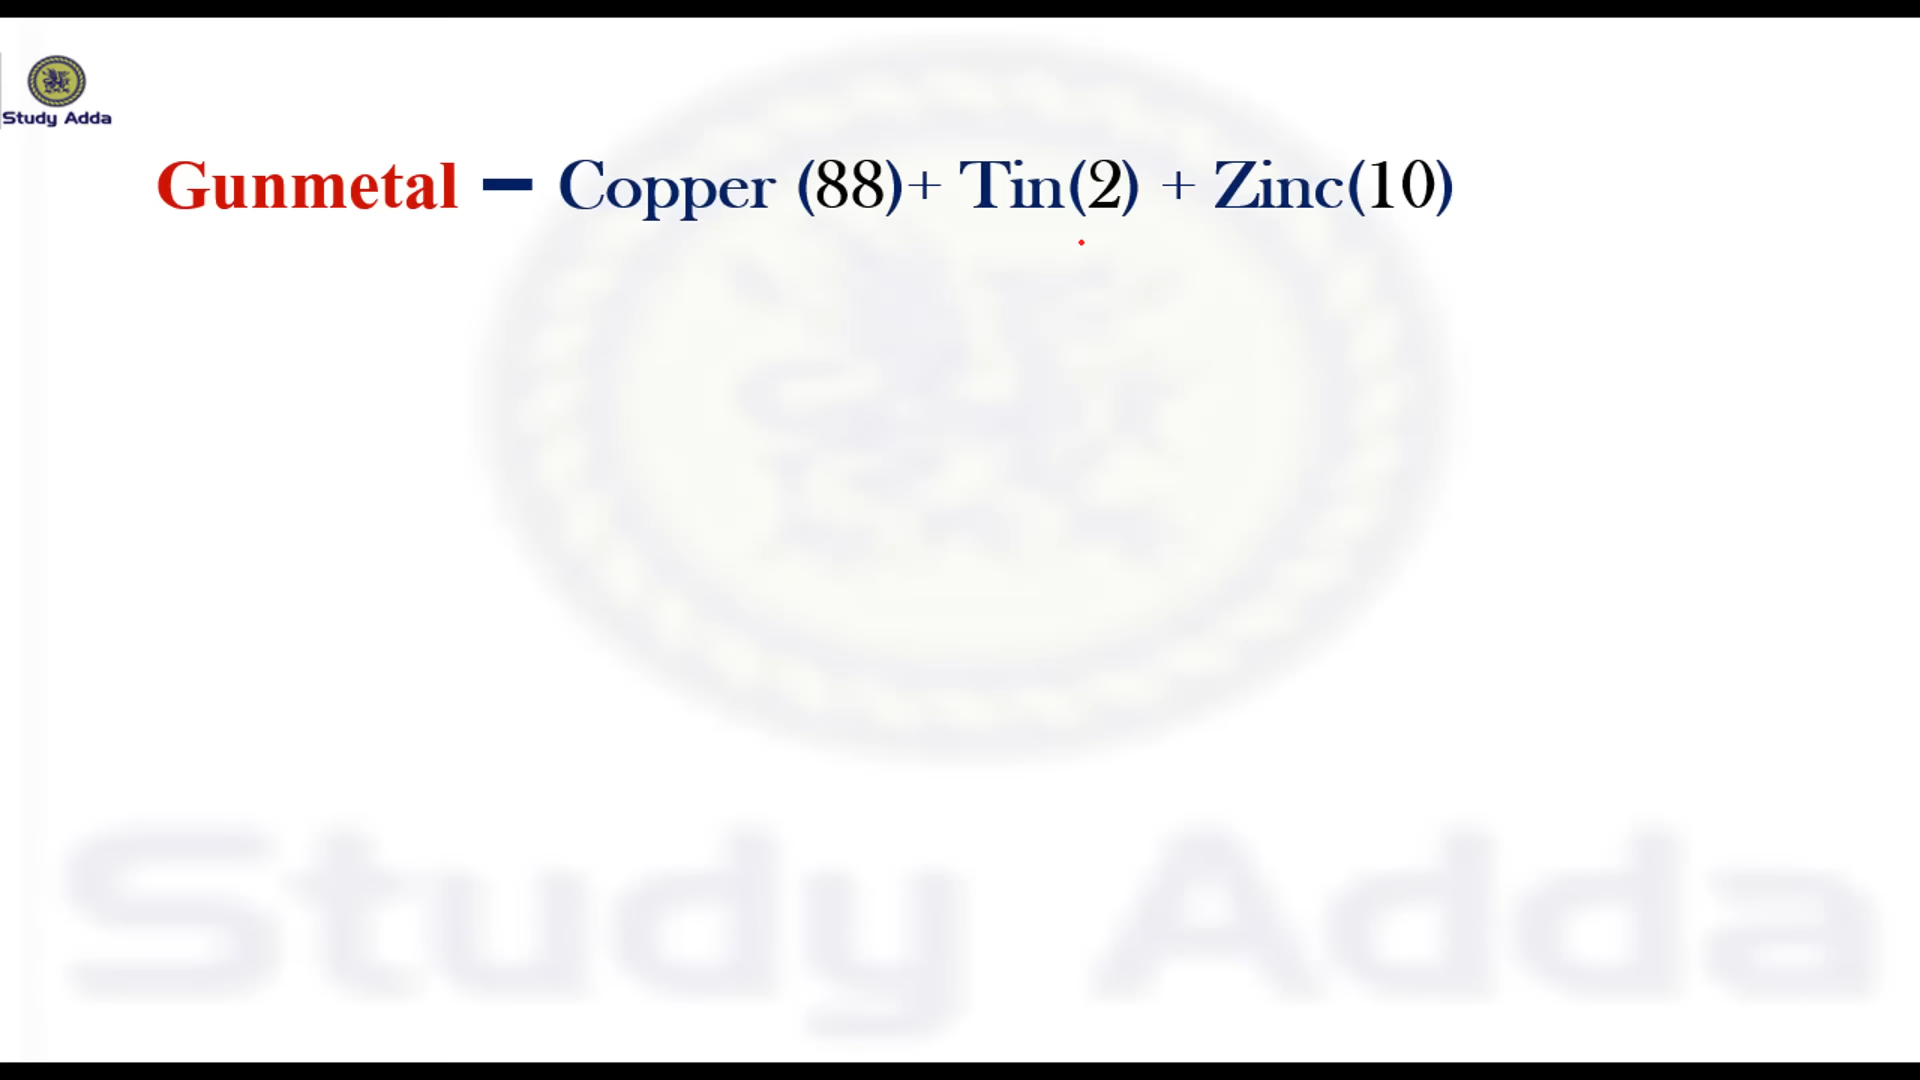 Study Adda
Gunmetal – Copper (88)+ Tin(2) + Zinc(10)
Study Adda